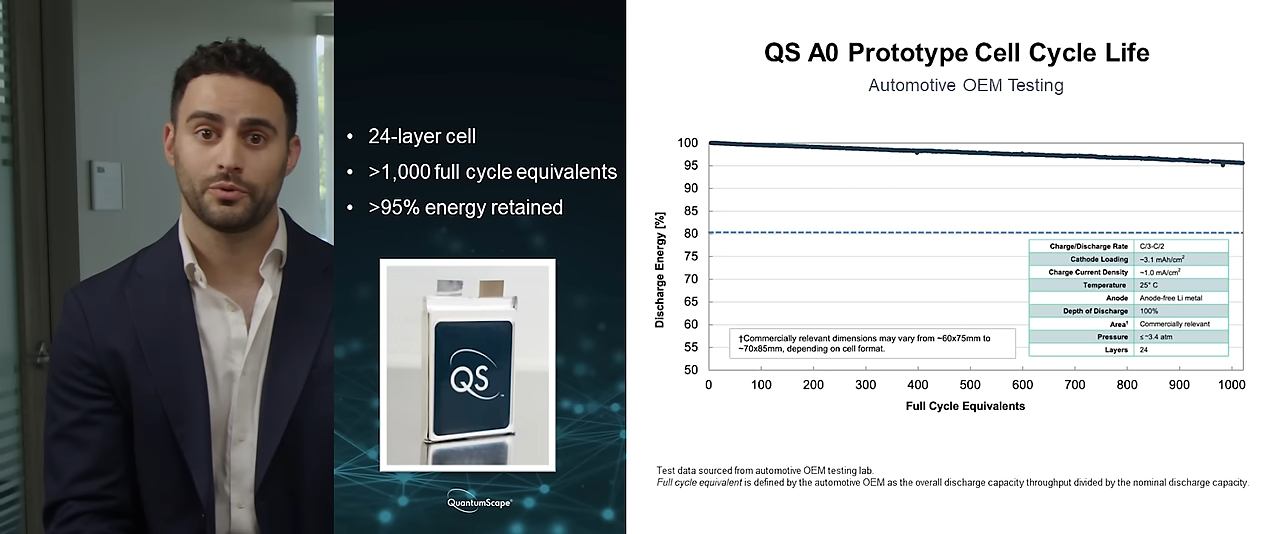 • 24-layer cell
• >1,000 full cycle equivalents
• >95% energy retained
QS
QuantumScape
QS A0 Prototype Cell Cycle Life
Automotive OEM Testing
Discharge Energy [%]
100
95
90
85
80
75
70
65
60
55
50
Charge/Discharge Rate C/3-C/2
Cathode Loading ~3.1 mAh/cm²
Charge Current Density ~1.0 mA/cm²
Temperature 25° C
Anode Anode-free Li metal
Depth of Discharge 100%
Area† Commercially relevant
Pressure ≤ ~3.4 atm
Layers 24
†Commercially relevant dimensions may vary from ~60x75mm to
~70x85mm, depending on cell format.
0 100 200 300 400 500 600 700 800 900 1000
Full Cycle Equivalents
Test data sourced from automotive OEM testing lab.
Full cycle equivalent is defined by the automotive OEM as the overall discharge capacity throughput divided by the nominal discharge capacity.